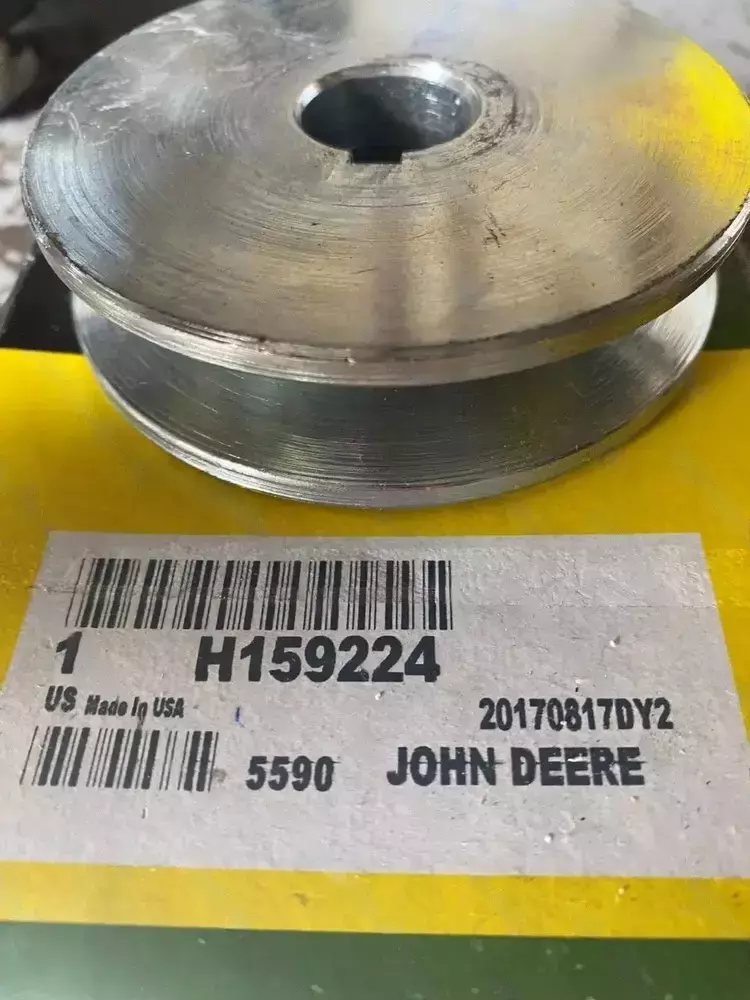 1 H159224
US Made In USA
20170817DY2
5590 JOHN DEERE